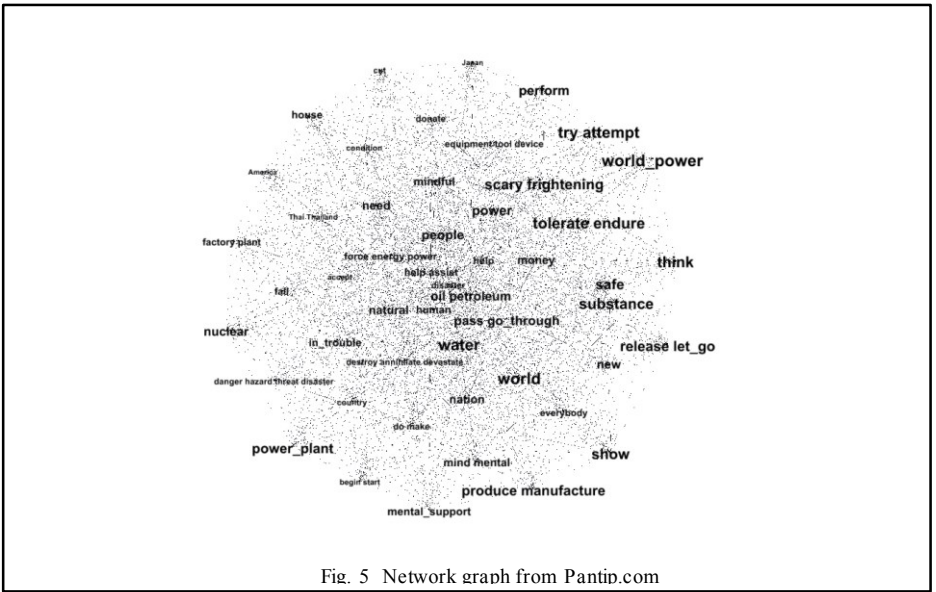 Japan
cut
perform
house
donate
try attempt
equipment tool device
condition
world_power
America
mindful
scary frightening
need
power
Thai Thailand
tolerate endure
people
factory plant
force energy power
help
money
think
help assist
accept
disaster
safe
fall
oil petroleum
substance
natural
human
pass go_through
nuclear
in_trouble
water
release let_go
destroy annihilate devastate
new
danger hazard threat disaster
world
country
nation
everybody
do make
power_plant
show
mind mental
begin start
produce manufacture
mental_support
Fig. 5 Network graph from Pantip.com